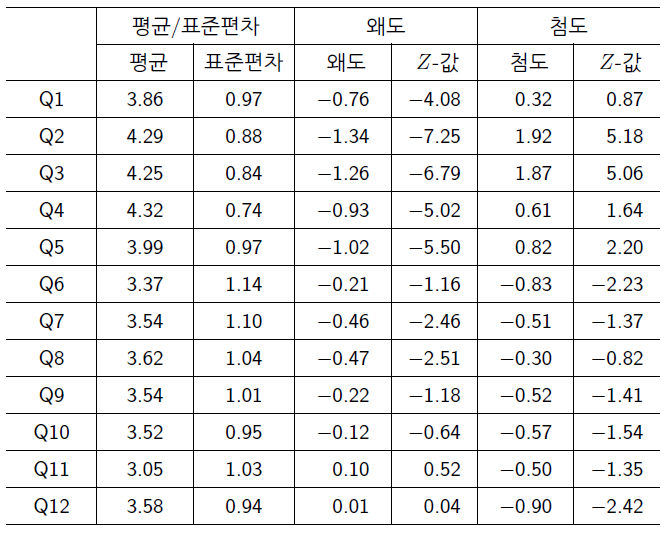 평균/표준편차 왜도 첨도
평균 표준편차 왜도 Z-값 첨도 Z-값
Q1 3.86 0.97 −0.76 −4.08 0.32 0.87
Q2 4.29 0.88 −1.34 −7.25 1.92 5.18
Q3 4.25 0.84 −1.26 −6.79 1.87 5.06
Q4 4.32 0.74 −0.93 −5.02 0.61 1.64
Q5 3.99 0.97 −1.02 −5.50 0.82 2.20
Q6 3.37 1.14 −0.21 −1.16 −0.83 −2.23
Q7 3.54 1.10 −0.46 −2.46 −0.51 −1.37
Q8 3.62 1.04 −0.47 −2.51 −0.30 −0.82
Q9 3.54 1.01 −0.22 −1.18 −0.52 −1.41
Q10 3.52 0.95 −0.12 −0.64 −0.57 −1.54
Q11 3.05 1.03 0.10 0.52 −0.50 −1.35
Q12 3.58 0.94 0.01 0.04 −0.90 −2.42